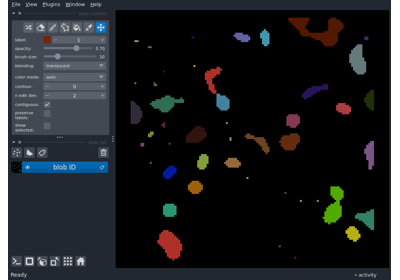 File View Plugins Window Help
label: 1
opacity: 0.70
brush size: 10
blending: translucent
color mode: auto
contour: 0
n edit dim: 2
contiguous: ✓
preserve labels:
show selected:
blob ID
Ready
activity